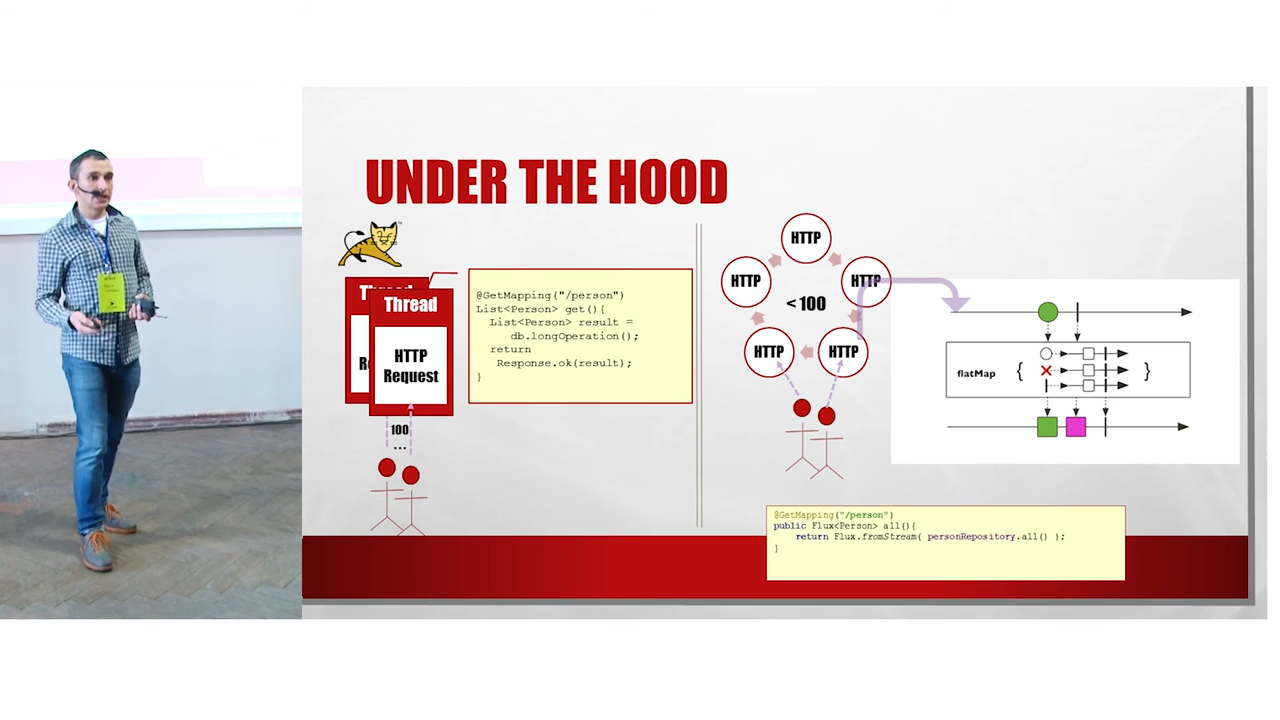 UNDER THE HOOD
Thread
HTTP
Request
100
...
@GetMapping("/person")
List<Person> get(){
List<Person> result =
db.longOperation();
return
Response.ok(result);
}
HTTP
HTTP
HTTP
< 100
HTTP
HTTP
flatMap { }
@GetMapping("/person")
public Flux<Person> all(){
return Flux.fromStream( personRepository.all() );
}